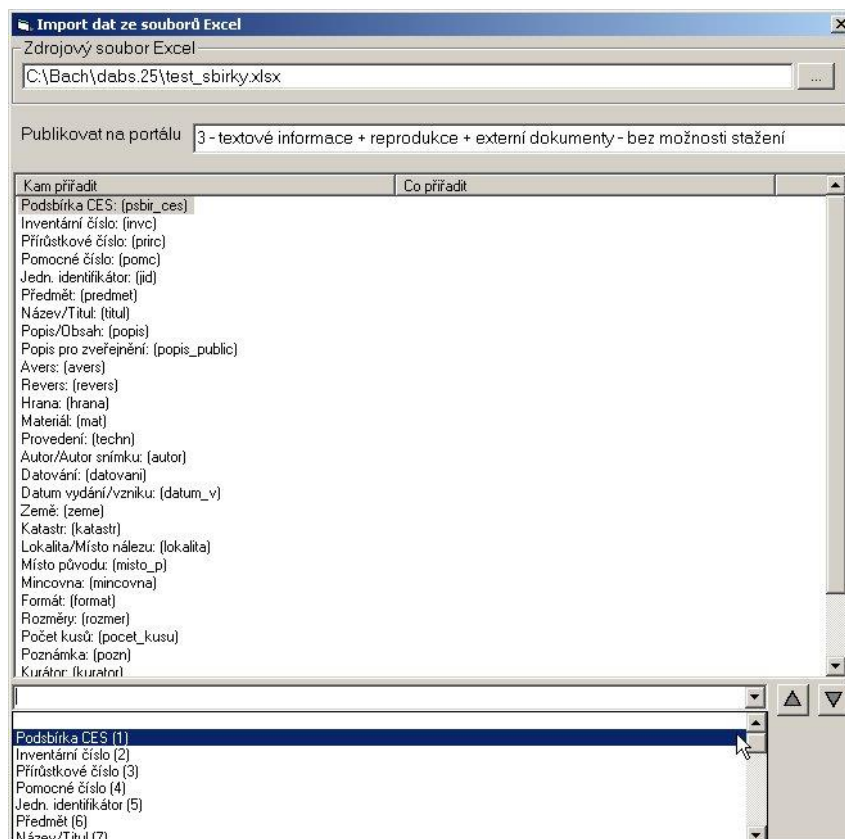 Import dat ze souborů Excel
Zdrojový soubor Excel
C:\Bach\dabs.25\test_sbirky.xlsx
...
Publikovat na portálu 3 - textové informace + reprodukce + externí dokumenty - bez možnosti stažení
Kam přiřadit Co přiřadit
Podsbírka CES: (psbir_ces)
Inventární číslo: (invc)
Přírůstkové číslo: (prirc)
Pomocné číslo: (pomc)
Jedn. identifikátor: (jid)
Předmět: (predmet)
Název/Titul: (titul)
Popis/Obsah: (popis)
Popis pro zveřejnění: (popis_public)
Avers: (avers)
Revers: (revers)
Hrana: (hrana)
Materiál: (mat)
Provedení: (techn)
Autor/Autor snímku: (autor)
Datování: (datovani)
Datum vydání/vzniku: (datum_v)
Země: (zeme)
Katastr: (katastr)
Lokalita/Místo nálezu: (lokalita)
Místo původu: (misto_p)
Mincovna: (mincovna)
Formát: (format)
Rozměry: (rozmer)
Počet kusů: (pocet_kusu)
Poznámka: (pozn)
Kurátor: (kurator)
Podsbírka CES (1)
Inventární číslo (2)
Přírůstkové číslo (3)
Pomocné číslo (4)
Jedn. identifikátor (5)
Předmět (6)
Název/Titul (7)